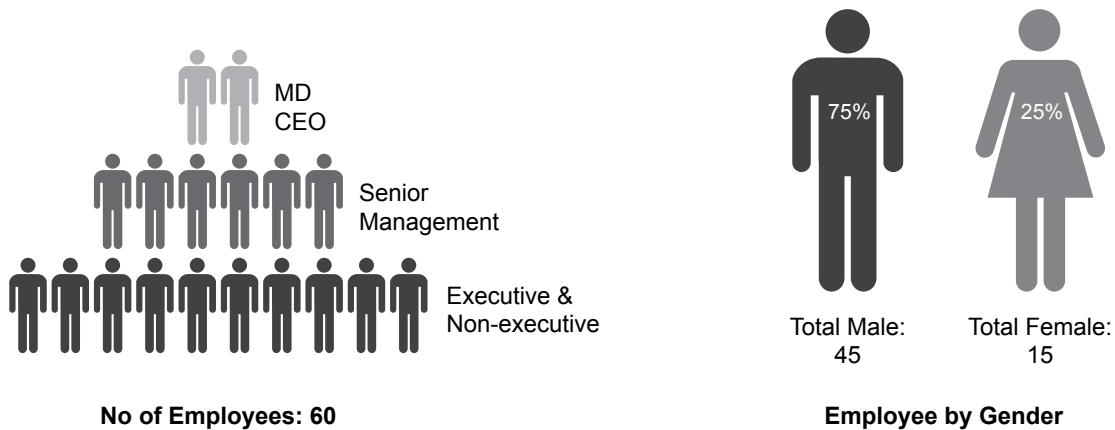 MD
CEO
Senior
Management
Executive &
Non-executive
No of Employees: 60
75%
25%
Total Male:
45
Total Female:
15
Employee by Gender